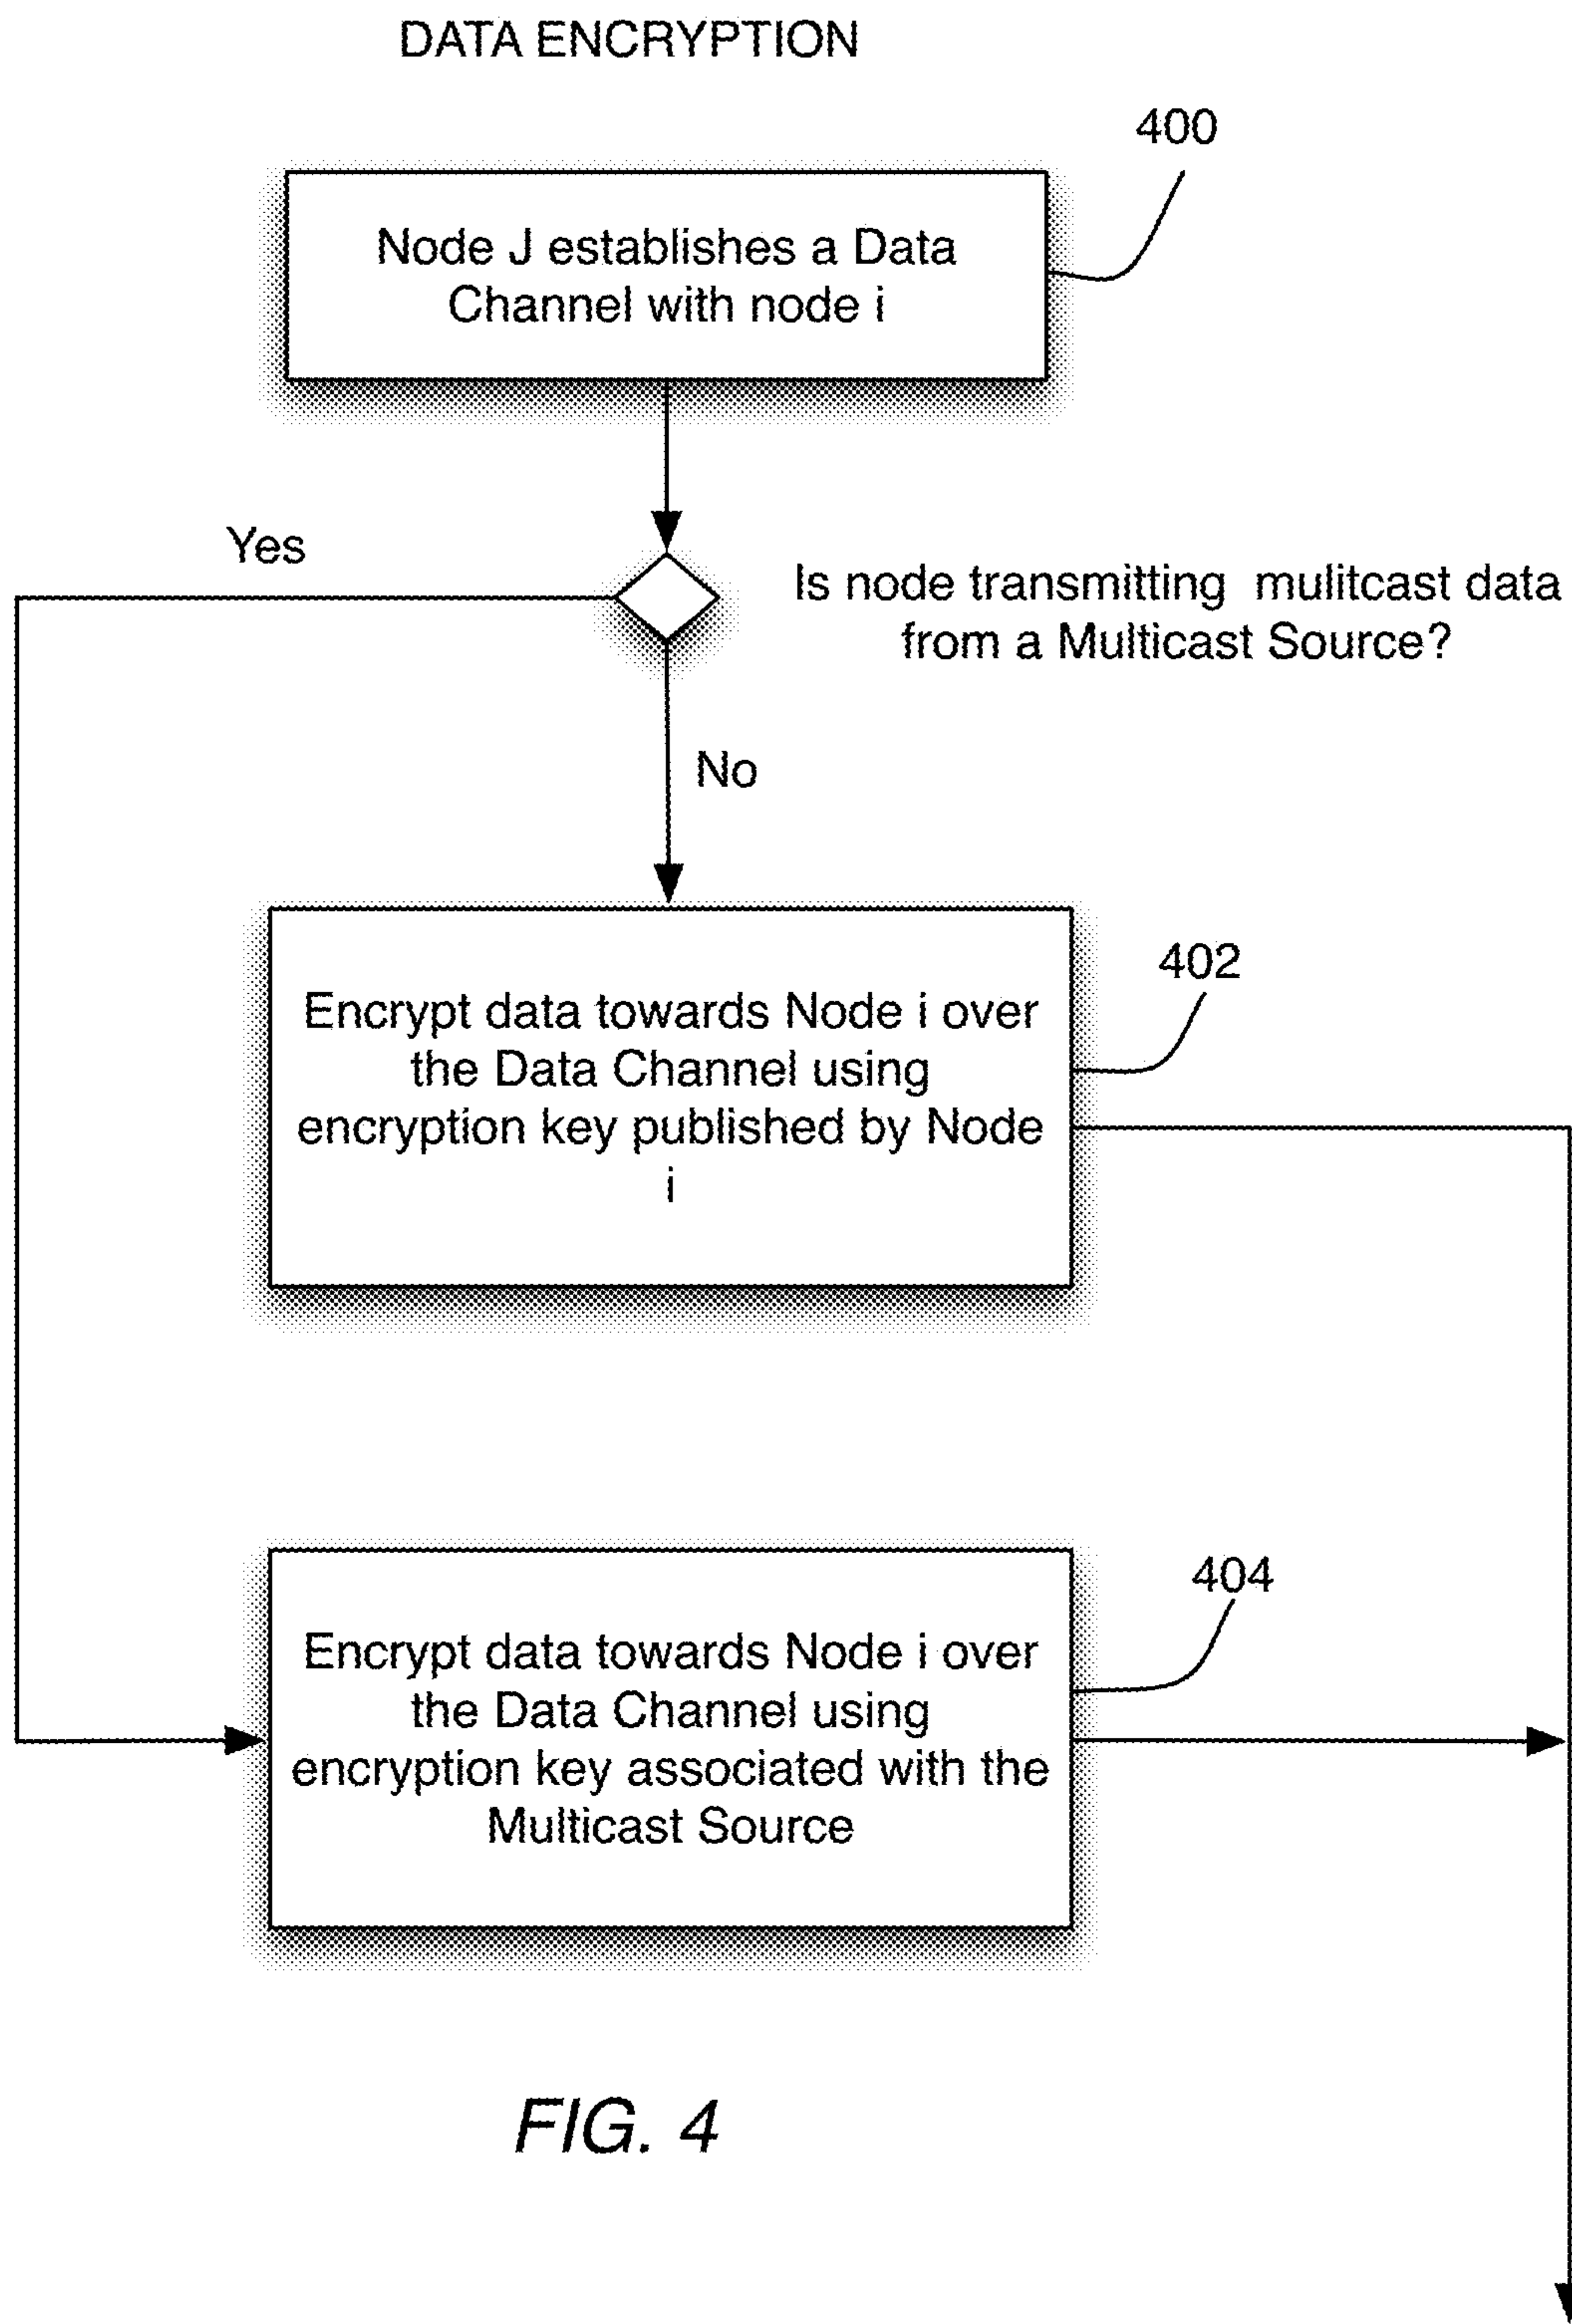 DATA ENCRYPTION
400
Node J establishes a Data
Channel with node i
Yes
Is node transmitting mulitcast data
from a Multicast Source?
No
402
Encrypt data towards Node i over
the Data Channel using
encryption key published by Node
i
404
Encrypt data towards Node i over
the Data Channel using
encryption key associated with the
Multicast Source
FIG. 4